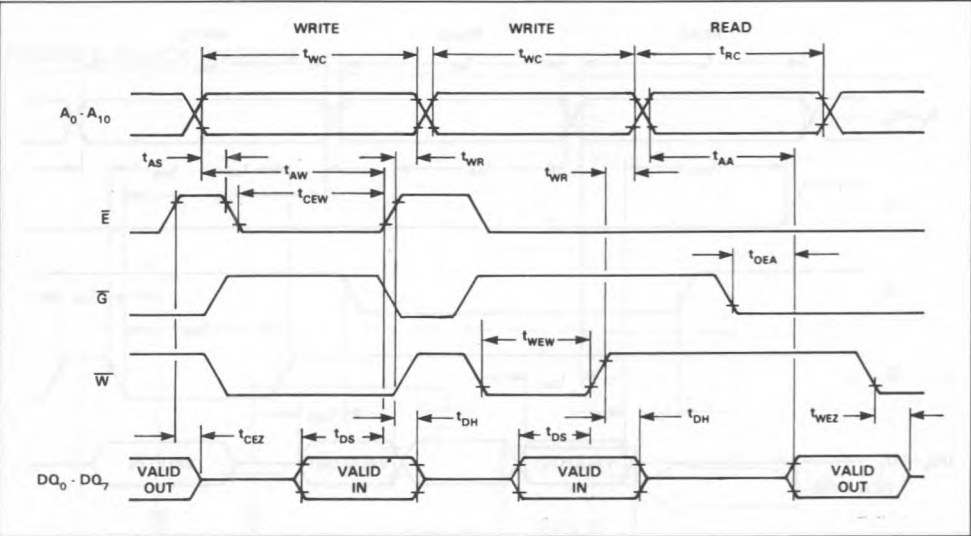 WRITE WRITE READ
tWC tWC tRC
A0 - A10
tAS tAW tWR tWR tAA
tCEW
E̅
tOEA
G̅
tWEW
W̅
tCEZ tDS tDH tDS tDH tWEZ
DQ0 - DQ7 VALID OUT VALID IN VALID IN VALID OUT